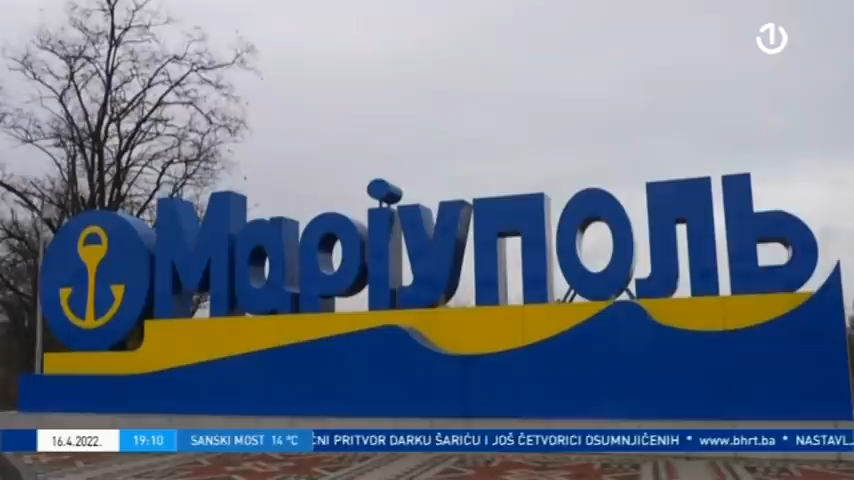 Маріуполь
16.4.2022. 19:10 SANSKI MOST 14 °C NI PRITVOR DARKU ŠARIĆU I JOŠ ČETVORICI OSUMNJIČENIH * www.bhrt.ba * NASTAVLJ